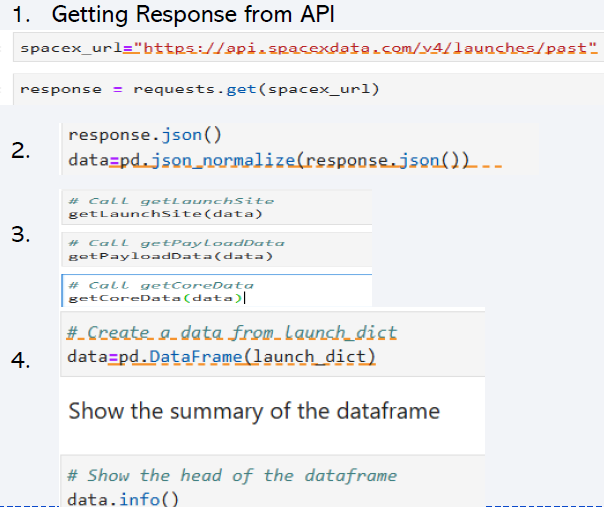 1. Getting Response from API
spacex_url="https://api.spacexdata.com/v4/launches/past"
response = requests.get(spacex_url)
2.
response.json()
data=pd.json_normalize(response.json())
3.
# Call getLaunchSite
getLaunchSite(data)
# Call getPayloadData
getPayloadData(data)
# Call getCoreData
getCoreData(data)
4.
# Create a data from launch_dict
data=pd.DataFrame(launch_dict)
Show the summary of the dataframe
# Show the head of the dataframe
data.info()